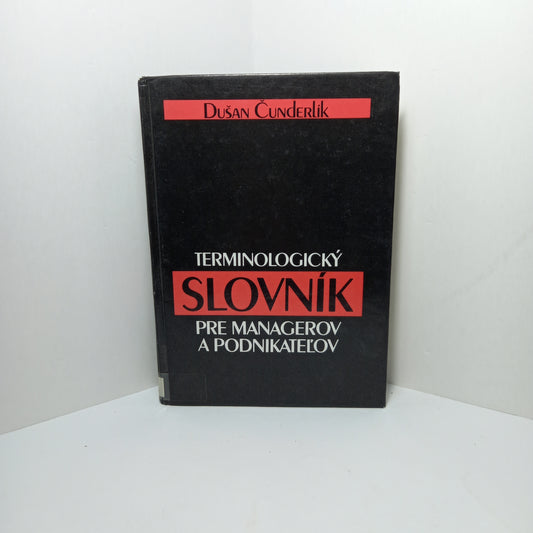 Dušan Čunderlík
TERMINOLOGICKÝ
SLOVNÍK
PRE MANAGEROV
A PODNIKATEĽOV